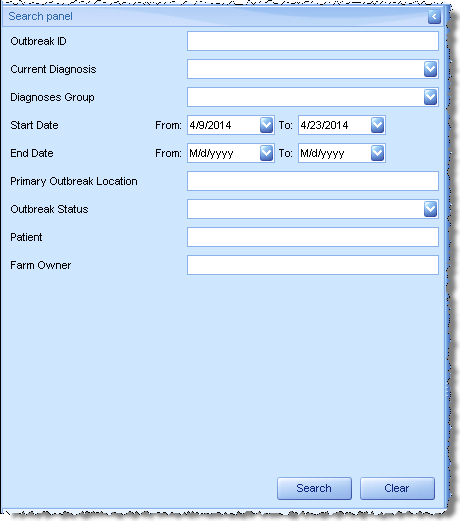 Search panel
Outbreak ID
Current Diagnosis
Diagnoses Group
Start Date From: 4/9/2014 To: 4/23/2014
End Date From: M/d/yyyy To: M/d/yyyy
Primary Outbreak Location
Outbreak Status
Patient
Farm Owner
Search Clear